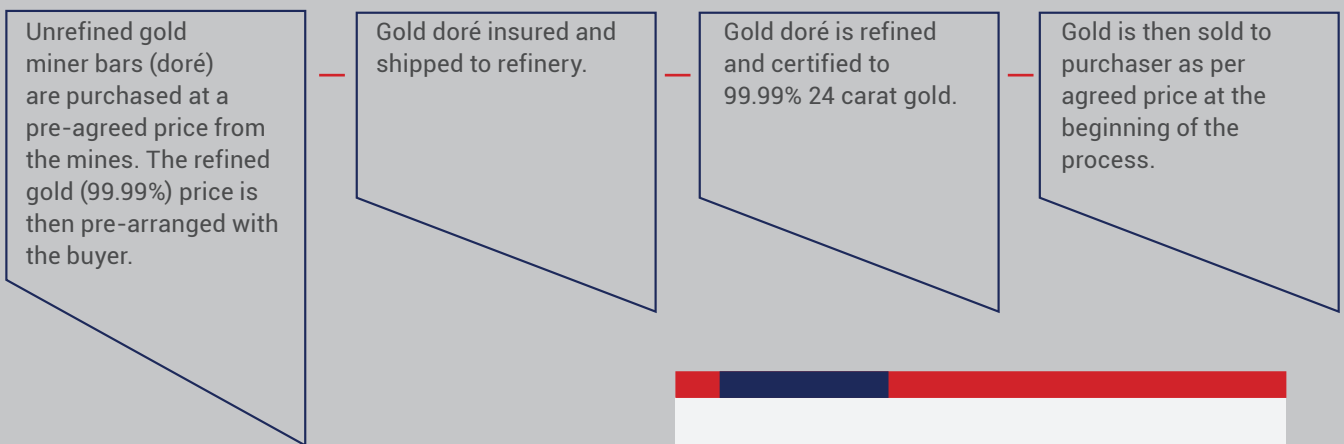 Unrefined gold
miner bars (doré)
are purchased at a
pre-agreed price from
the mines. The refined
gold (99.99%) price is
then pre-arranged with
the buyer.
Gold doré insured and
shipped to refinery.
Gold doré is refined
and certified to
99.99% 24 carat gold.
Gold is then sold to
purchaser as per
agreed price at the
beginning of the
process.